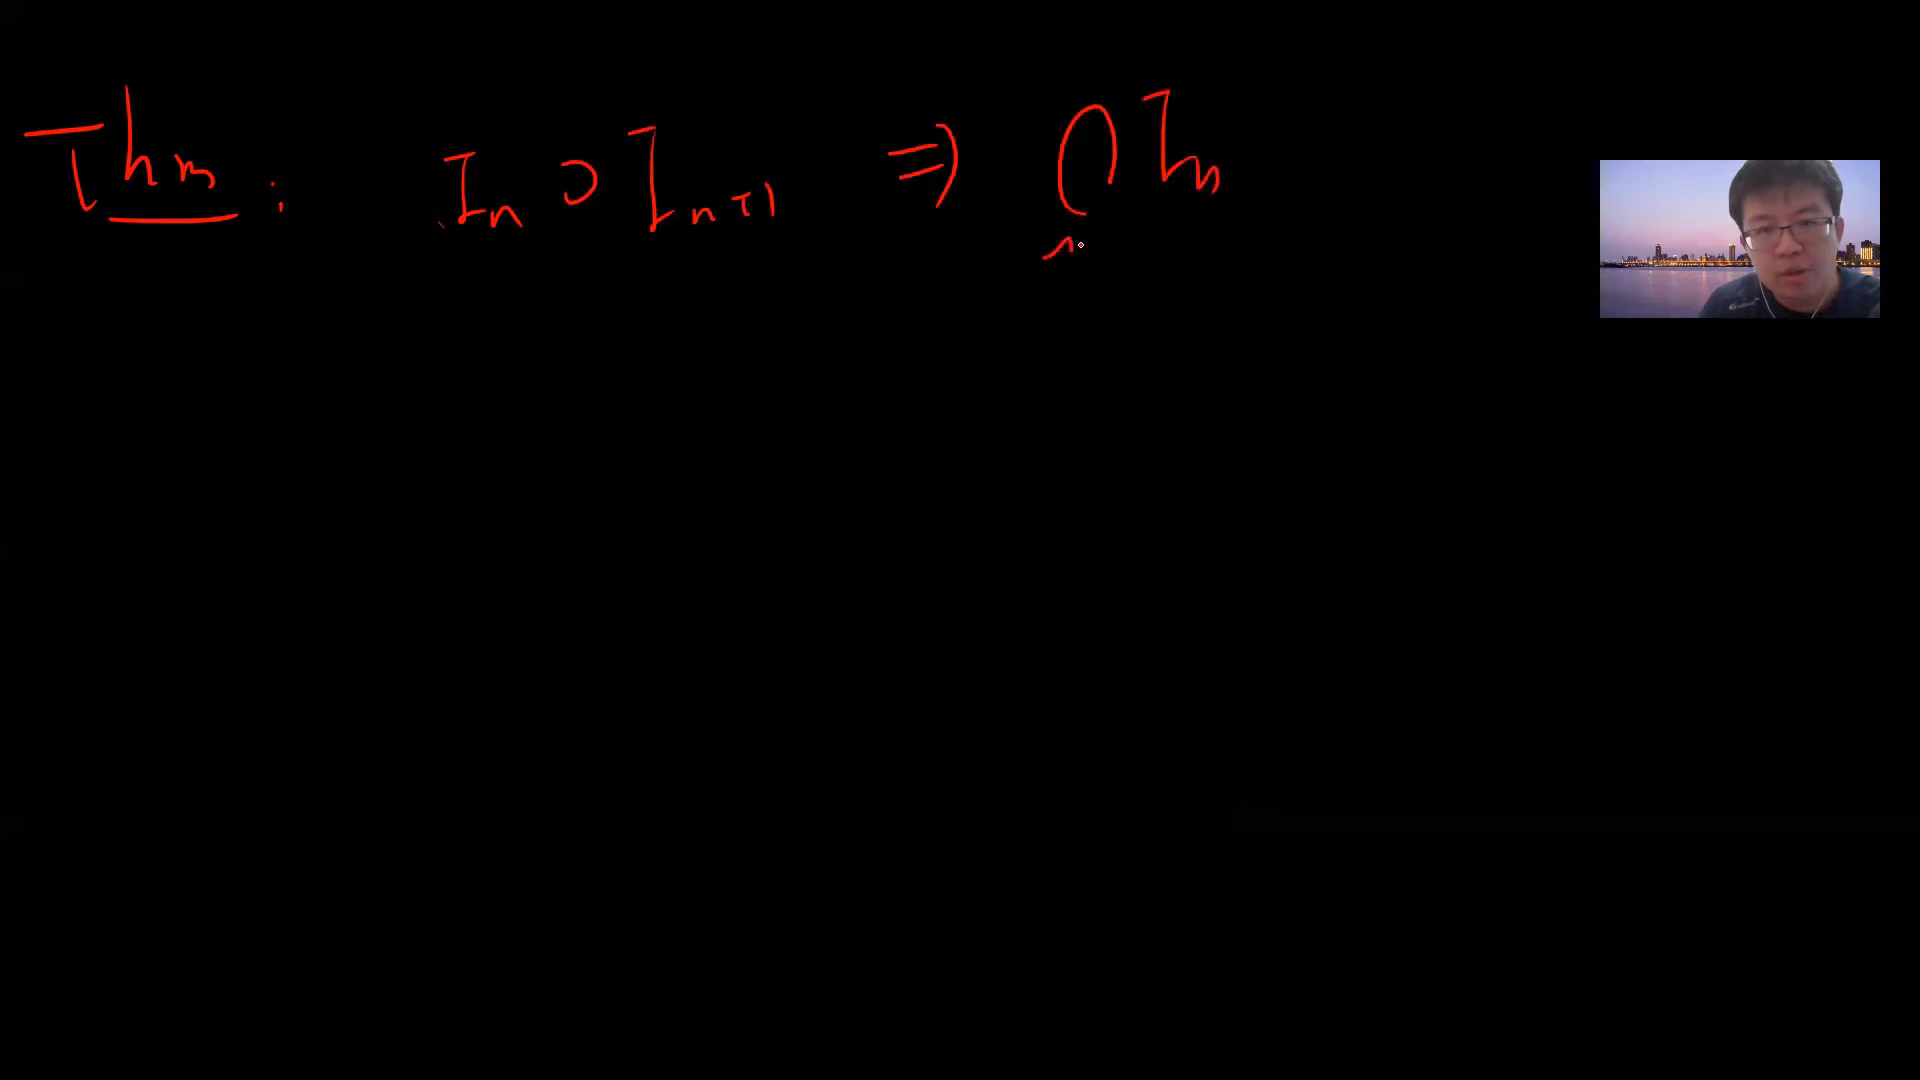 Thm: I_n ⊃ I_{n+1} ⇒ ⋂ I_n
n